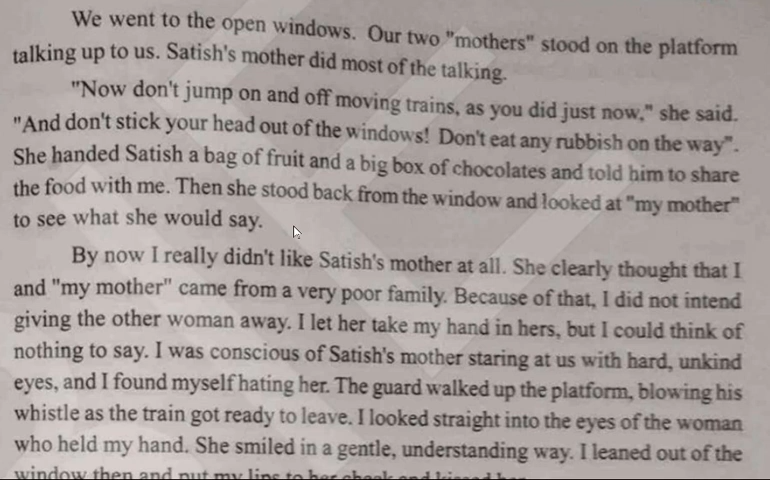 We went to the open windows. Our two "mothers" stood on the platform
talking up to us. Satish's mother did most of the talking.
"Now don't jump on and off moving trains, as you did just now," she said.
"And don't stick your head out of the windows! Don't eat any rubbish on the way".
She handed Satish a bag of fruit and a big box of chocolates and told him to share
the food with me. Then she stood back from the window and looked at "my mother"
to see what she would say.
By now I really didn't like Satish's mother at all. She clearly thought that I
and "my mother" came from a very poor family. Because of that, I did not intend
giving the other woman away. I let her take my hand in hers, but I could think of
nothing to say. I was conscious of Satish's mother staring at us with hard, unkind
eyes, and I found myself hating her. The guard walked up the platform, blowing his
whistle as the train got ready to leave. I looked straight into the eyes of the woman
who held my hand. She smiled in a gentle, understanding way. I leaned out of the
window then and put my lips to her cheek and kissed her.